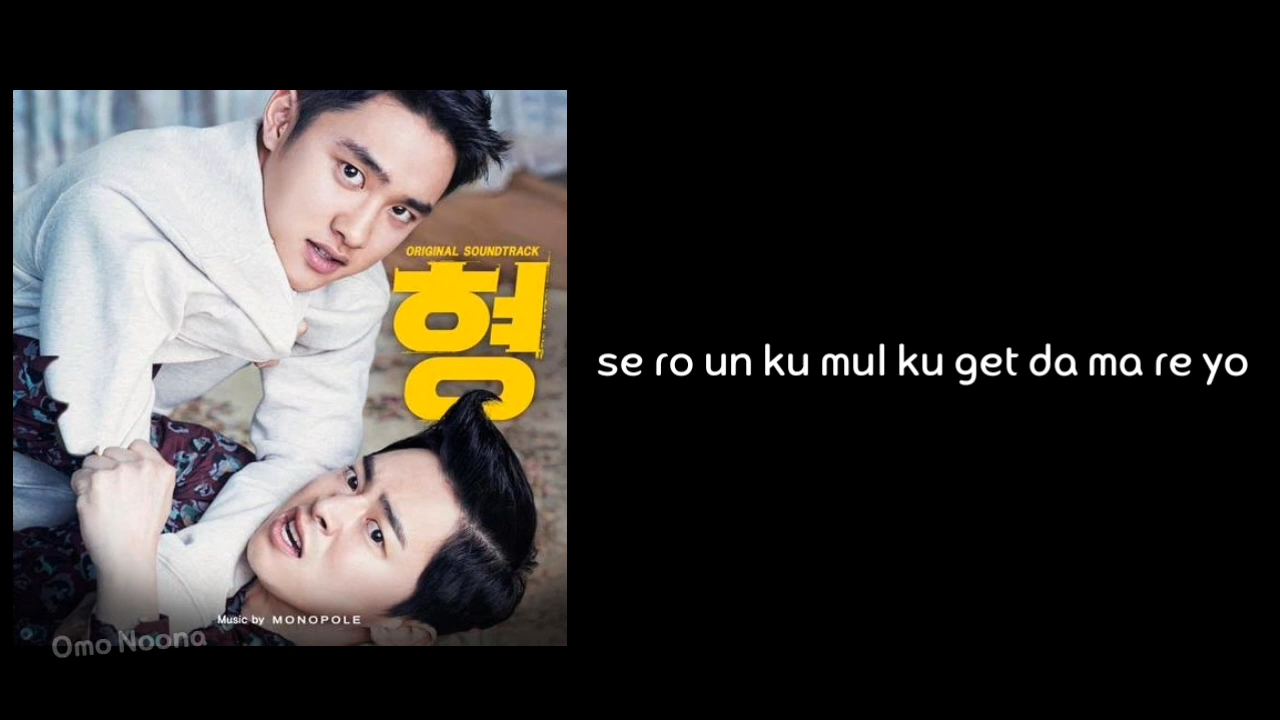 ORIGINAL SOUNDTRACK
형
se ro un ku mul ku get da ma re yo
Music by MONOPOLE
Omo Noona